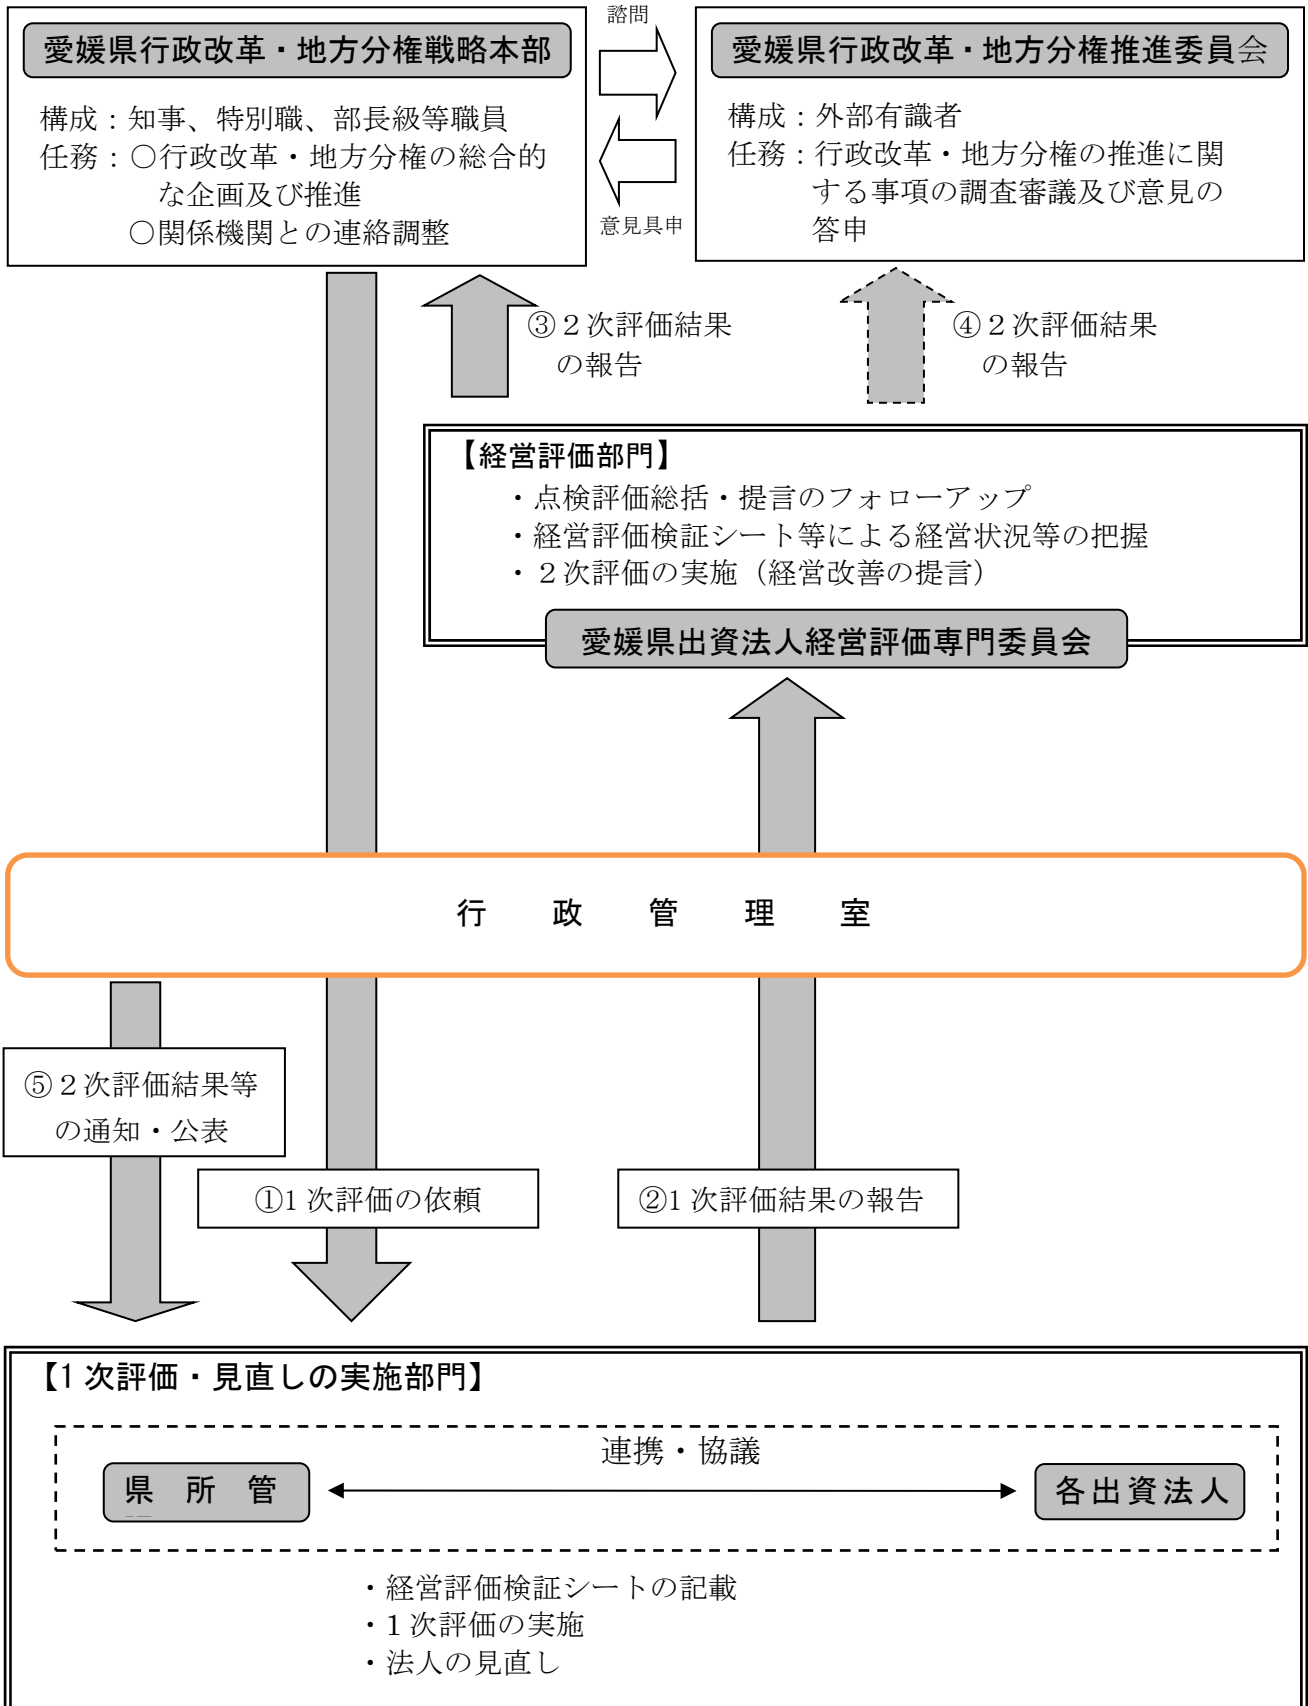 諮問
愛媛県行政改革・地方分権戦略本部
構成：知事、特別職、部長級等職員
任務：○行政改革・地方分権の総合的
な企画及び推進
○関係機関との連絡調整
意見具申
愛媛県行政改革・地方分権推進委員会
構成：外部有識者
任務：行政改革・地方分権の推進に関
する事項の調査審議及び意見の
答申
③２次評価結果
の報告
④２次評価結果
の報告
【経営評価部門】
・点検評価総括・提言のフォローアップ
・経営評価検証シート等による経営状況等の把握
・２次評価の実施（経営改善の提言）
愛媛県出資法人経営評価専門委員会
行　政　管　理　室
⑤２次評価結果等
の通知・公表
①1 次評価の依頼
②1 次評価結果の報告
【1 次評価・見直しの実施部門】
連携・協議
県　所　管
各出資法人
・経営評価検証シートの記載
・1 次評価の実施
・法人の見直し